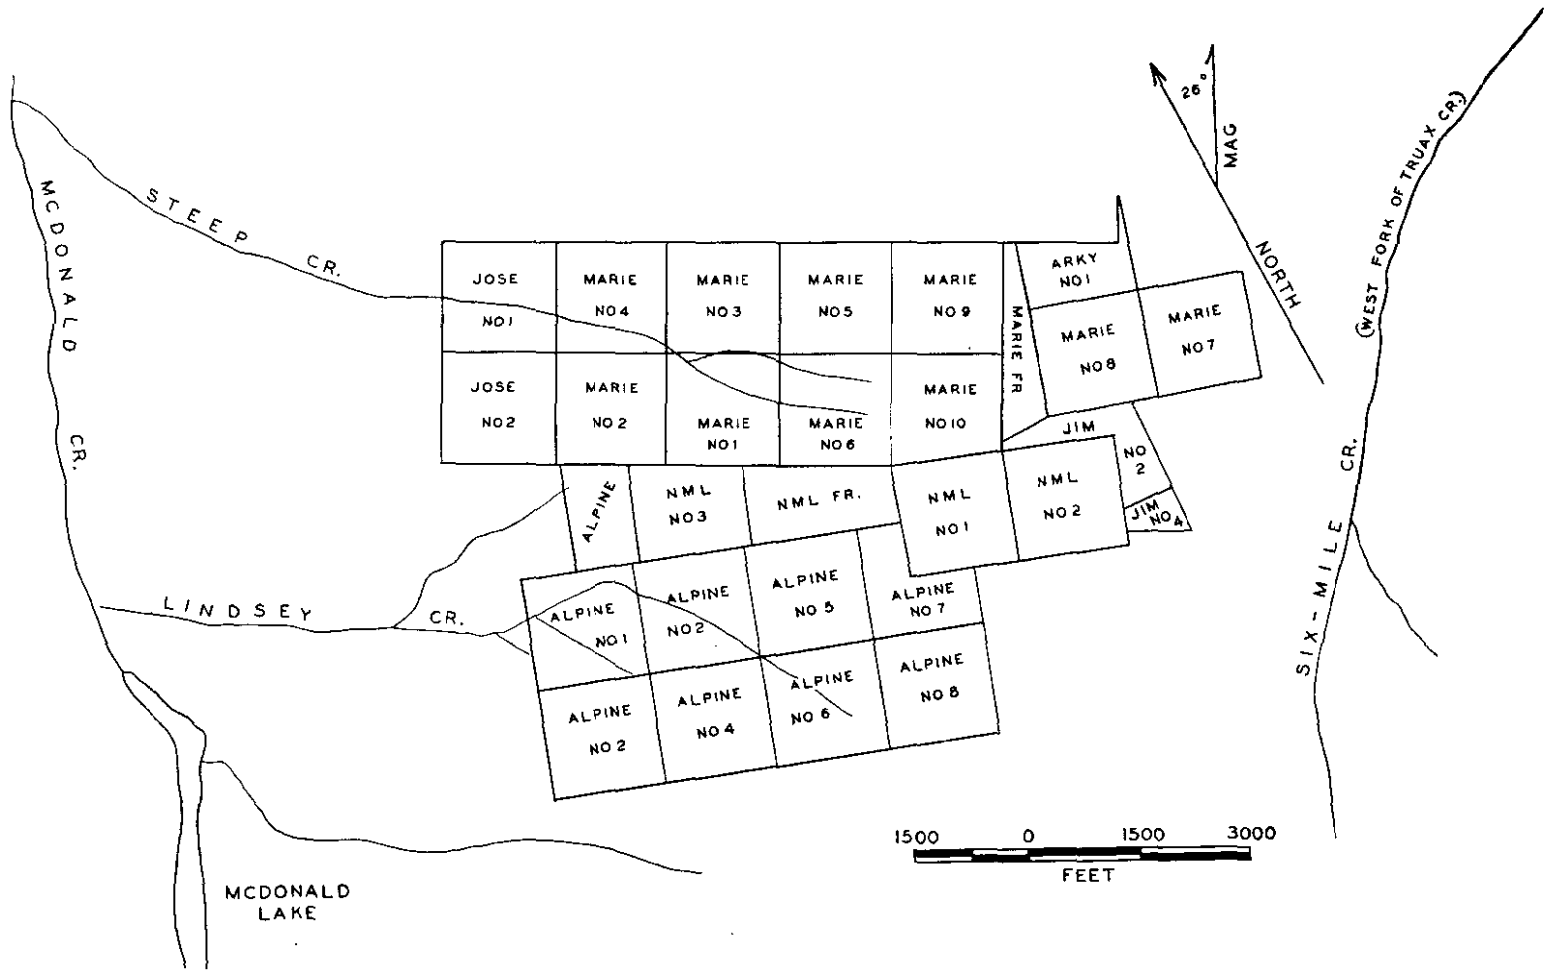 26°
MAG
NORTH
(WEST FORK OF TRUAX CR.)
SIX-MILE CR.
MCDONALD CR.
STEEP CR.
JOSE
NO 1
MARIE
NO 4
MARIE
NO 3
MARIE
NO 5
MARIE
NO 9
MARIE FR
ARKY
NO 1
MARIE
NO 8
MARIE
NO 7
JOSE
NO 2
MARIE
NO 2
MARIE
NO 1
MARIE
NO 6
MARIE
NO 10
JIM
NO
2
JIM
NO 4
ALPINE
NML
NO 3
NML FR.
NML
NO 1
NML
NO 2
LINDSEY CR.
ALPINE
NO 1
ALPINE
NO 2
ALPINE
NO 5
ALPINE
NO 7
ALPINE
NO 2
ALPINE
NO 4
ALPINE
NO 6
ALPINE
NO 8
1500 0 1500 3000
FEET
MCDONALD
LAKE